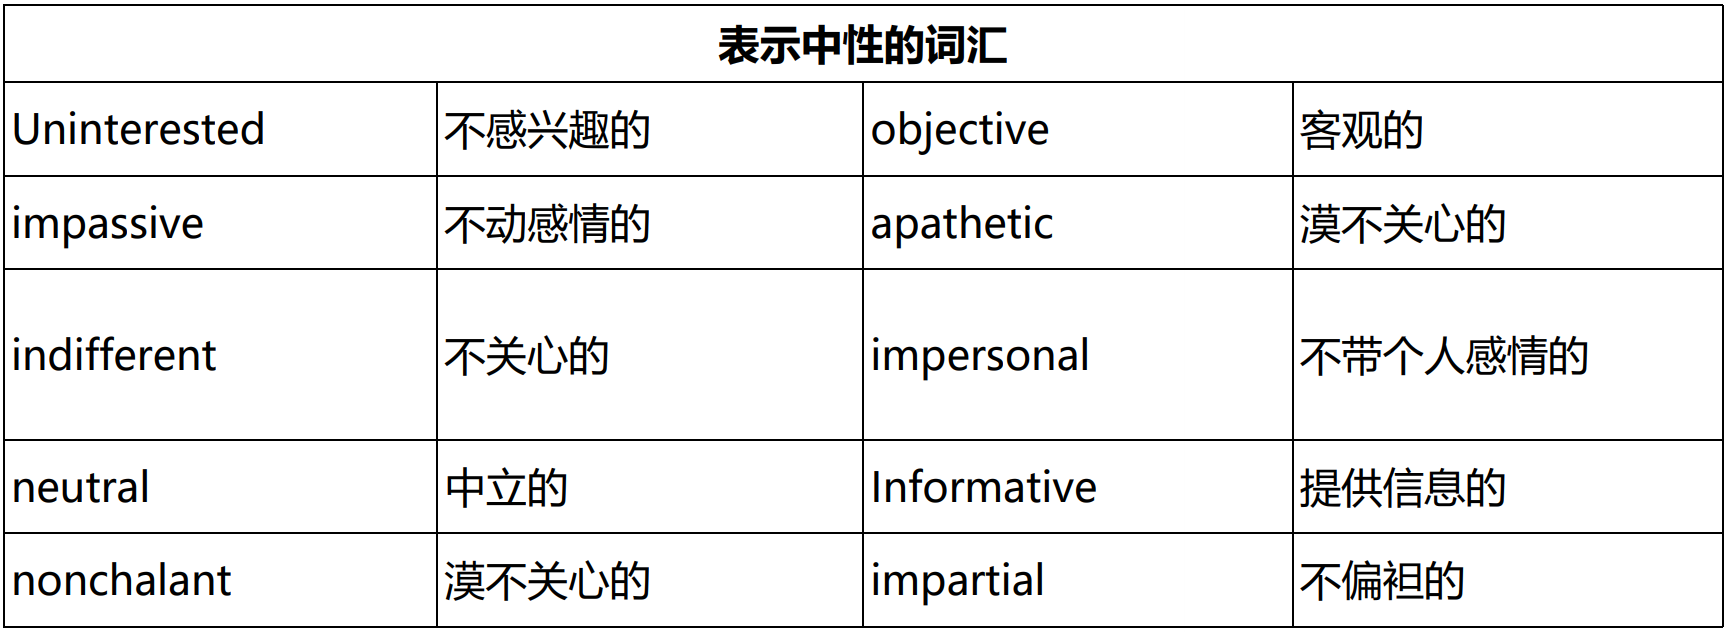 表示中性的词汇
Uninterested 不感兴趣的 objective 客观的
impassive 不动感情的 apathetic 漠不关心的
indifferent 不关心的 impersonal 不带个人感情的
neutral 中立的 Informative 提供信息的
nonchalant 漠不关心的 impartial 不偏袒的